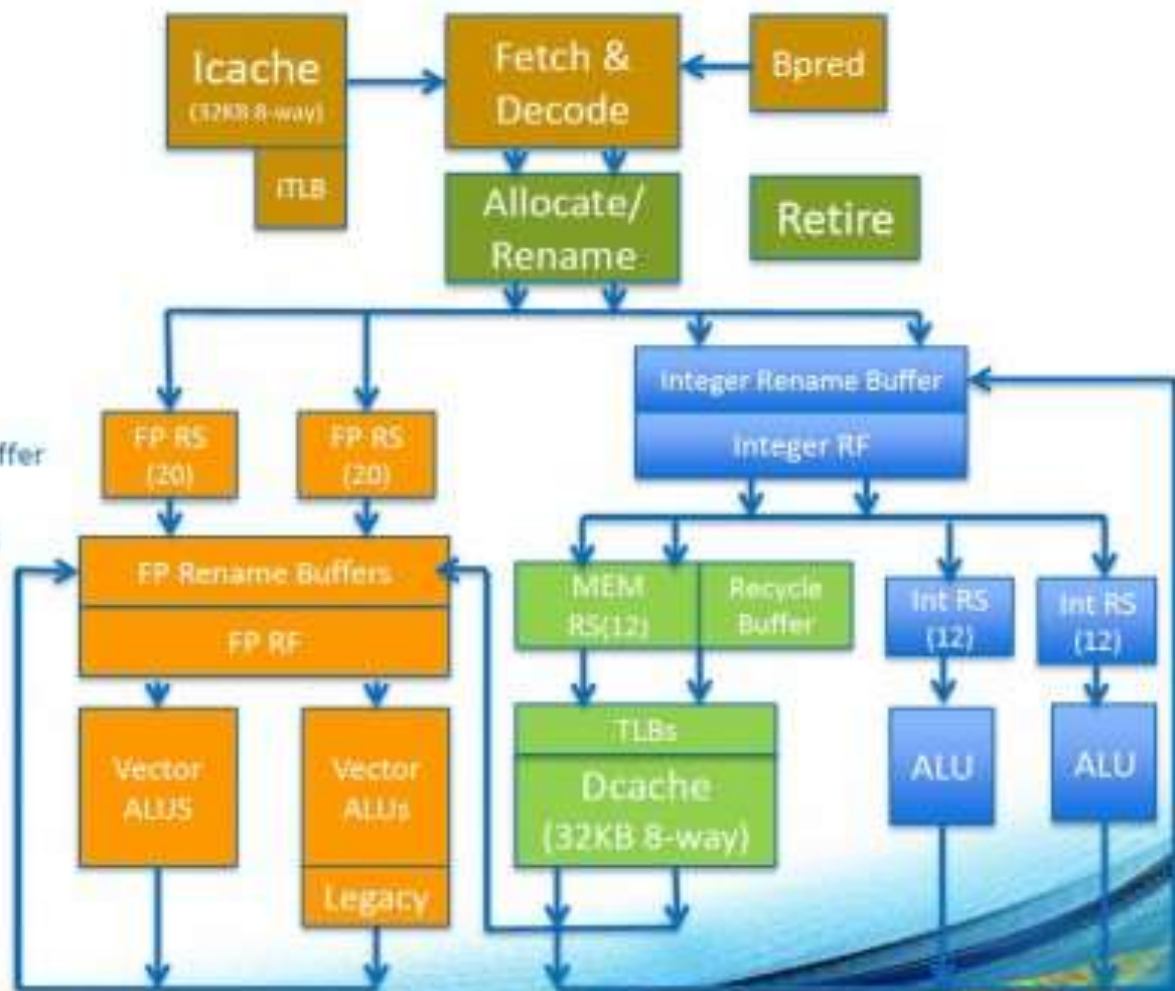 Icache
(32KB 8-way)
iTLB
Fetch &
Decode
Bpred
Allocate/
Rename
Retire
Integer Rename Buffer
Integer RF
FP RS
(20)
FP RS
(20)
ffer
FP Rename Buffers
FP RF
MEM
RS(12)
Recycle
Buffer
Int RS
(12)
Int RS
(12)
Vector
ALUS
Vector
ALUs
Legacy
TLBs
Dcache
(32KB 8-way)
ALU
ALU